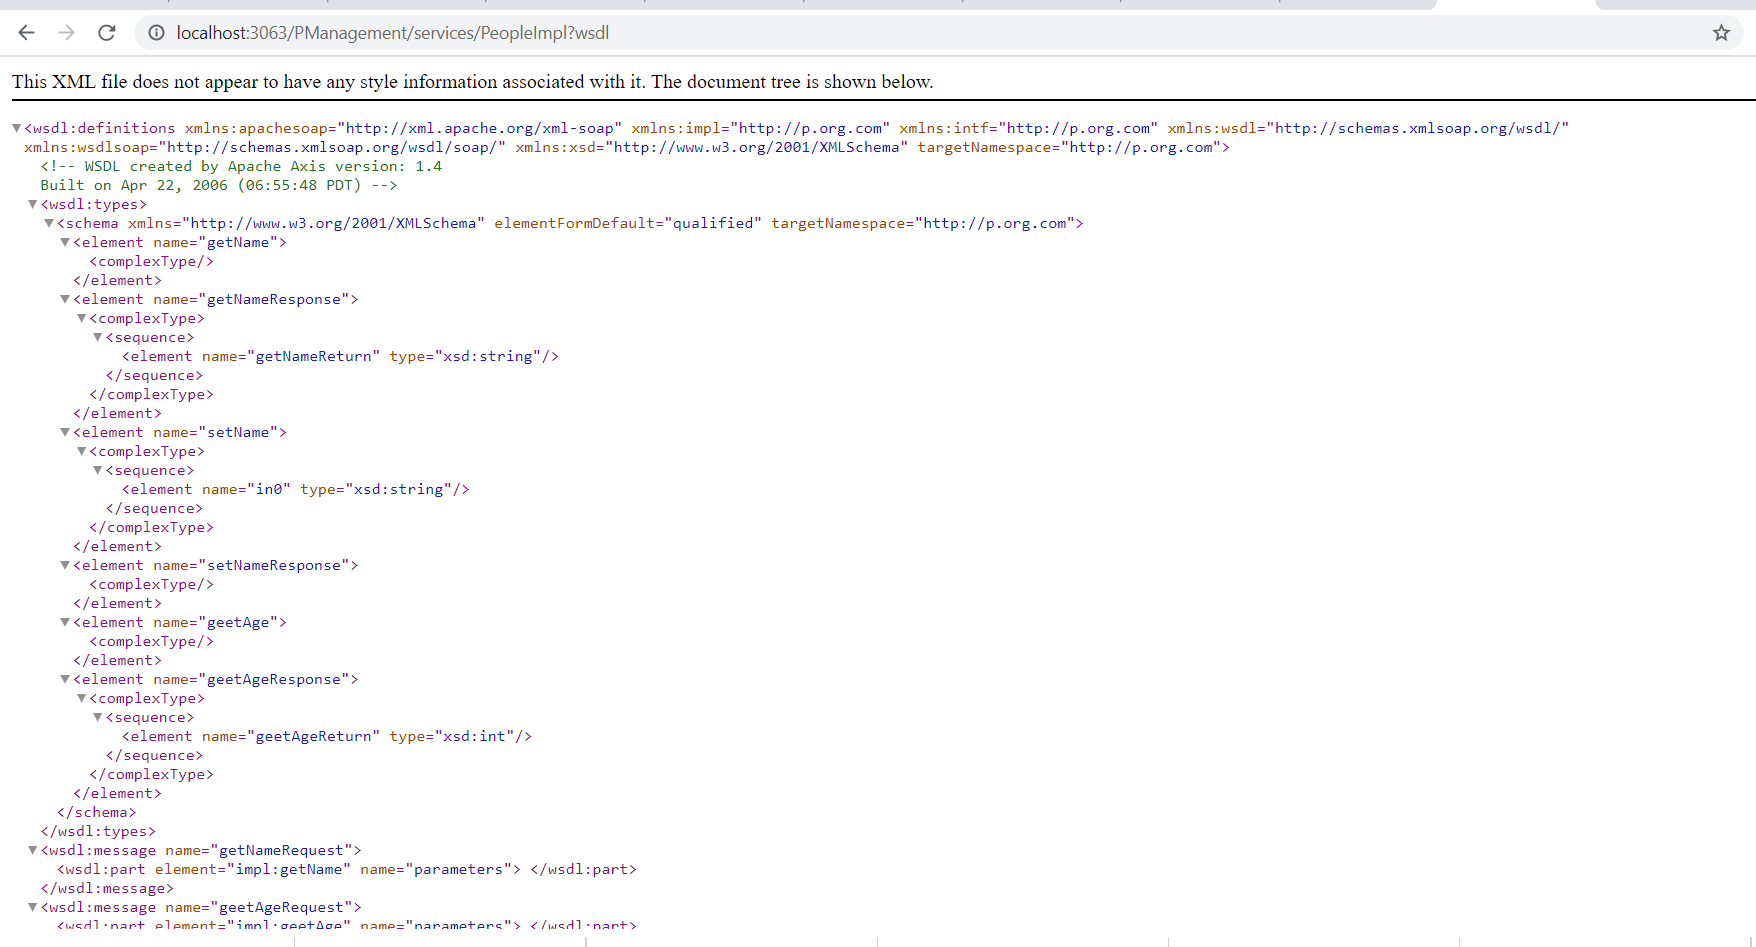 localhost:3063/PManagement/services/PeopleImpl?wsdl
This XML file does not appear to have any style information associated with it. The document tree is shown below.
▼<wsdl:definitions xmlns:apachesoap="http://xml.apache.org/xml-soap" xmlns:impl="http://p.org.com" xmlns:intf="http://p.org.com" xmlns:wsdl="http://schemas.xmlsoap.org/wsdl/"
xmlns:wsdlsoap="http://schemas.xmlsoap.org/wsdl/soap/" xmlns:xsd="http://www.w3.org/2001/XMLSchema" targetNamespace="http://p.org.com">
<!-- WSDL created by Apache Axis version: 1.4
Built on Apr 22, 2006 (06:55:48 PDT) -->
▼<wsdl:types>
▼<schema xmlns="http://www.w3.org/2001/XMLSchema" elementFormDefault="qualified" targetNamespace="http://p.org.com">
▼<element name="getName">
<complexType/>
</element>
▼<element name="getNameResponse">
▼<complexType>
▼<sequence>
<element name="getNameReturn" type="xsd:string"/>
</sequence>
</complexType>
</element>
▼<element name="setName">
▼<complexType>
▼<sequence>
<element name="in0" type="xsd:string"/>
</sequence>
</complexType>
</element>
▼<element name="setNameResponse">
<complexType/>
</element>
▼<element name="geetAge">
<complexType/>
</element>
▼<element name="geetAgeResponse">
▼<complexType>
▼<sequence>
<element name="geetAgeReturn" type="xsd:int"/>
</sequence>
</complexType>
</element>
</schema>
</wsdl:types>
▼<wsdl:message name="getNameRequest">
<wsdl:part element="impl:getName" name="parameters"> </wsdl:part>
</wsdl:message>
▼<wsdl:message name="geetAgeRequest">
<wsdl:part element="impl:geetAge" name="parameters"> </wsdl:part>